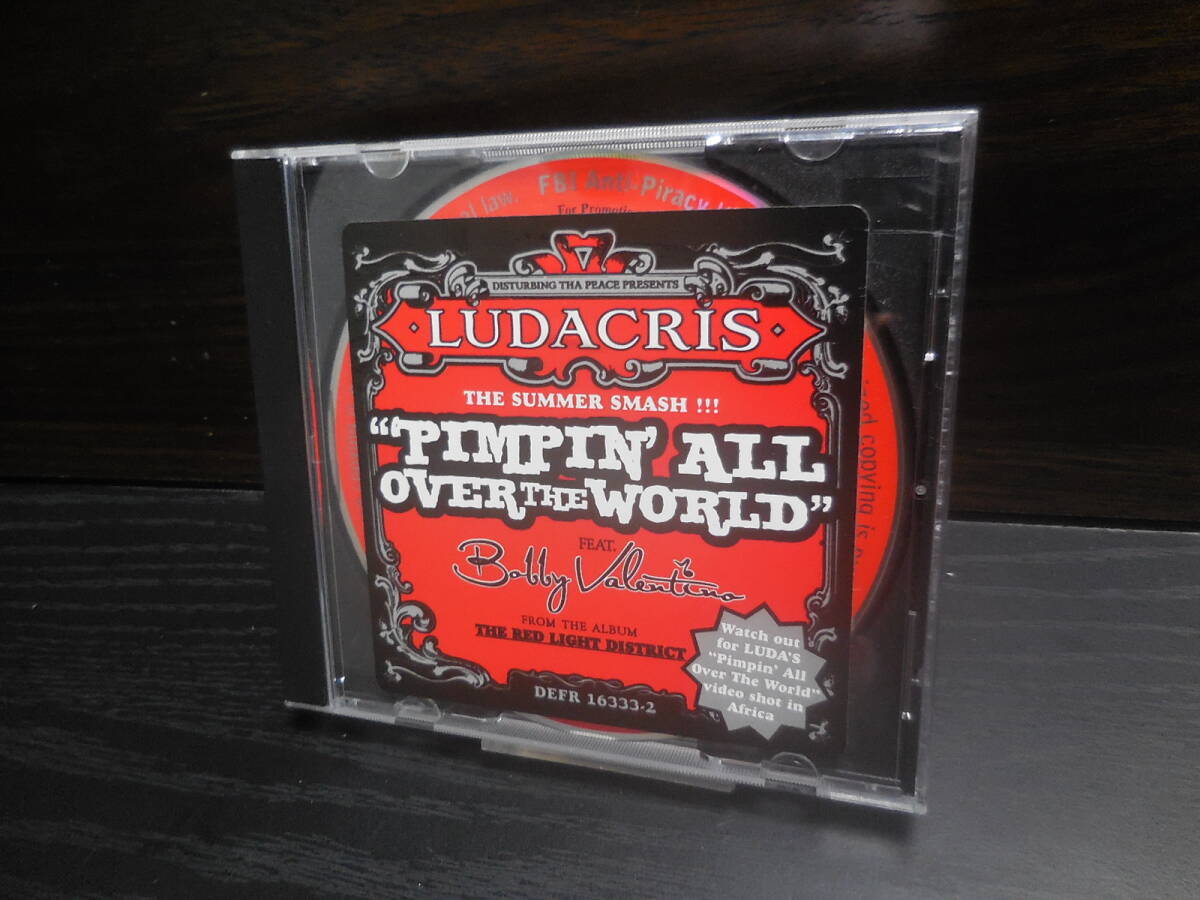 al law. FBI Anti-Piracy
For Promotio
DISTURBING THA PEACE PRESENTS
· LUDACRIS ·
THE SUMMER SMASH !!!
“PIMPIN’ ALL
OVER THE WORLD”
FEAT.
Bobby Valentino
FROM THE ALBUM
THE RED LIGHT DISTRICT
DEFR 16333-2
Watch out
for LUDA'S
“Pimpin’ All
Over The World”
video shot in
Africa
copying is